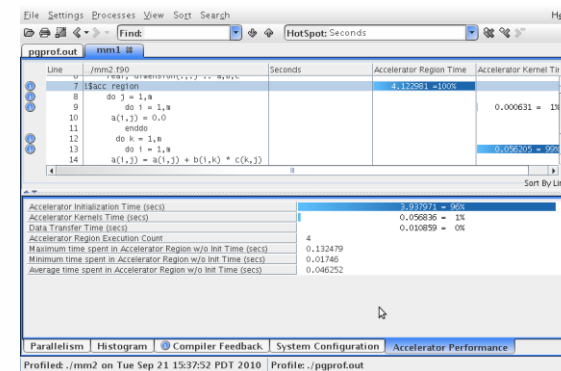 File Settings Processes View Sort Search
Find: HotSpot: Seconds
pgprof.out mm1
Line ./mm2.f90 Seconds Accelerator Region Time Accelerator Kernel
6 real, dimension(:,:) :: a,b,c
7 !$acc region 4.122981 =100%
8 do j = 1,m
9 do i = 1,m 0.000631 = 1%
10 a(i,j) = 0.0
11 enddo
12 do k = 1,m
13 do i = 1,m 0.056205 = 99%
14 a(i,j) = a(i,j) + b(i,k) * c(k,j)
Sort By
Accelerator Initialization Time (secs) 3.937971 = 96%
Accelerator Kernels Time (secs) 0.056836 = 1%
Data Transfer Time (secs) 0.010859 = 0%
Accelerator Region Execution Count 4
Maximum time spent in Accelerator Region w/o Init Time (secs) 0.132479
Minimum time spent in Accelerator Region w/o Init Time (secs) 0.01746
Average time spent in Accelerator Region w/o Init Time (secs) 0.046252
Parallelism Histogram Compiler Feedback System Configuration Accelerator Performance
Profiled: ./mm2 on Tue Sep 21 15:37:52 PDT 2010 Profile: ./pgprof.out